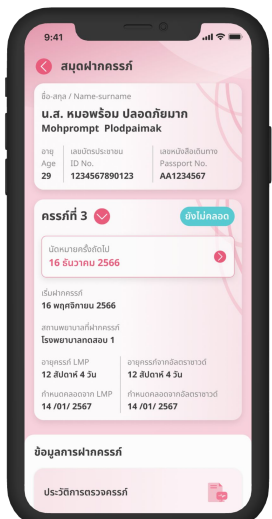 9:41
สมุดฝากครรภ์
ชื่อ-สกุล / Name-surname
น.ส. หมอพร้อม ปลอดภัยมาก
Mohprompt Plodpaimak
อายุ เลขบัตรประชาชน เลขหนังสือเดินทาง
Age ID No. Passport No.
29 1234567890123 AA1234567
ครรภ์ที่ 3 ยังไม่คลอด
นัดหมายครั้งถัดไป
16 ธันวาคม 2566
เริ่มฝากครรภ์
16 พฤศจิกายน 2566
สถานพยาบาลที่ฝากครรภ์
โรงพยาบาลทดสอบ 1
อายุครรภ์ LMP อายุครรภ์จากอัลตราซาวด์
12 สัปดาห์ 4 วัน 12 สัปดาห์ 4 วัน
กำหนดคลอดจาก LMP กำหนดคลอดจากอัลตราซาวด์
14 /01/ 2567 14 /01/ 2567
ข้อมูลการฝากครรภ์
ประวัติการตรวจครรภ์